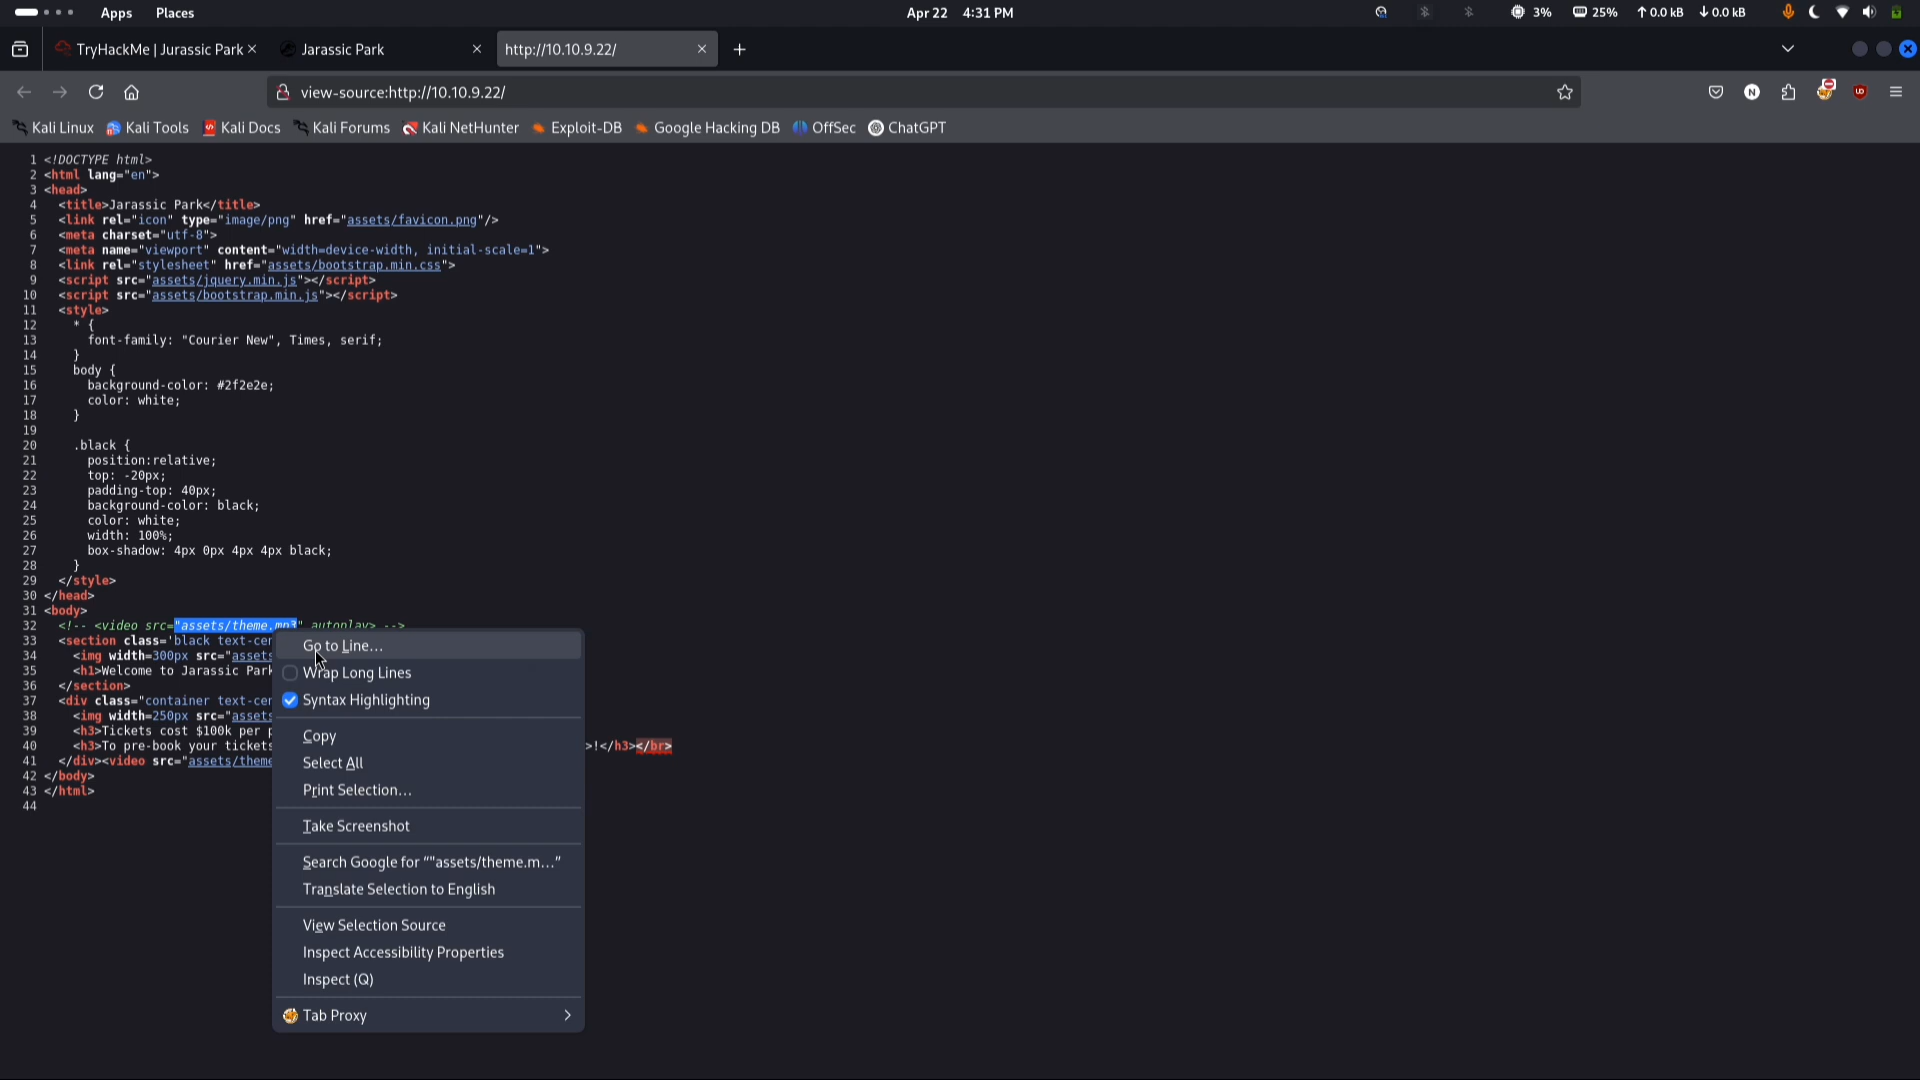 Apps Places Apr 22 4:31 PM 3% 25% ↑0.0 kB ↓0.0 kB
TryHackMe | Jurassic Park Jarassic Park http://10.10.9.22/
view-source:http://10.10.9.22/
Kali Linux Kali Tools Kali Docs Kali Forums Kali NetHunter Exploit-DB Google Hacking DB OffSec ChatGPT
1 <!DOCTYPE html>
2 <html lang="en">
3 <head>
4 <title>Jarassic Park</title>
5 <link rel="icon" type="image/png" href="assets/favicon.png"/>
6 <meta charset="utf-8">
7 <meta name="viewport" content="width=device-width, initial-scale=1">
8 <link rel="stylesheet" href="assets/bootstrap.min.css">
9 <script src="assets/jquery.min.js"></script>
10 <script src="assets/bootstrap.min.js"></script>
11 <style>
12 * {
13 font-family: "Courier New", Times, serif;
14 }
15 body {
16 background-color: #2f2e2e;
17 color: white;
18 }
19
20 .black {
21 position:relative;
22 top: -20px;
23 padding-top: 40px;
24 background-color: black;
25 color: white;
26 width: 100%;
27 box-shadow: 4px 0px 4px 4px black;
28 }
29 </style>
30 </head>
31 <body>
32 <!-- <video src="assets/theme.mp3" autoplay> -->
33 <section class='black text-cen
34 <img width=300px src="assets
35 <h1>Welcome to Jarassic Park
36 </section>
37 <div class="container text-cen
38 <img width=250px src="assets
39 <h3>Tickets cost $100k per p
40 <h3>To pre-book your tickets >!</h3></br>
41 </div><video src="assets/theme
42 </body>
43 </html>
44
Go to Line...
Wrap Long Lines
Syntax Highlighting
Copy
Select All
Print Selection...
Take Screenshot
Search Google for “"assets/theme.m...”
Translate Selection to English
View Selection Source
Inspect Accessibility Properties
Inspect (Q)
Tab Proxy